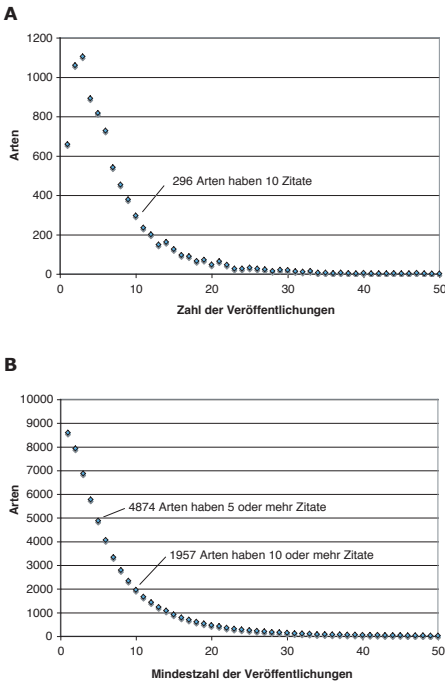 A
1200
1000
800
600
400
200
0
Arten
296 Arten haben 10 Zitate
0 10 20 30 40 50
Zahl der Veröffentlichungen
B
10000
9000
8000
7000
6000
5000
4000
3000
2000
1000
0
Arten
4874 Arten haben 5 oder mehr Zitate
1957 Arten haben 10 oder mehr Zitate
0 10 20 30 40 50
Mindestzahl der Veröffentlichungen